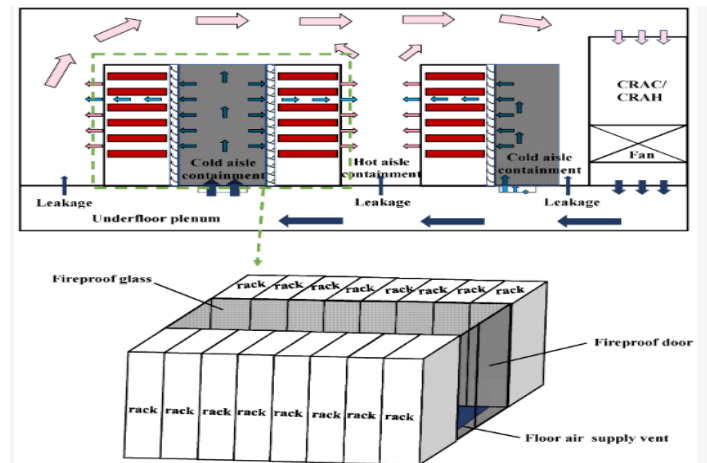 CRAC/
CRAH
Fan
Cold aisle
containment
Hot aisle
containment
Cold aisle
containment
Leakage
Leakage
Leakage
Underfloor plenum
Fireproof glass
rack
rack
rack
rack
rack
rack
rack
rack
Fireproof door
rack
rack
rack
rack
rack
rack
rack
rack
Floor air supply vent